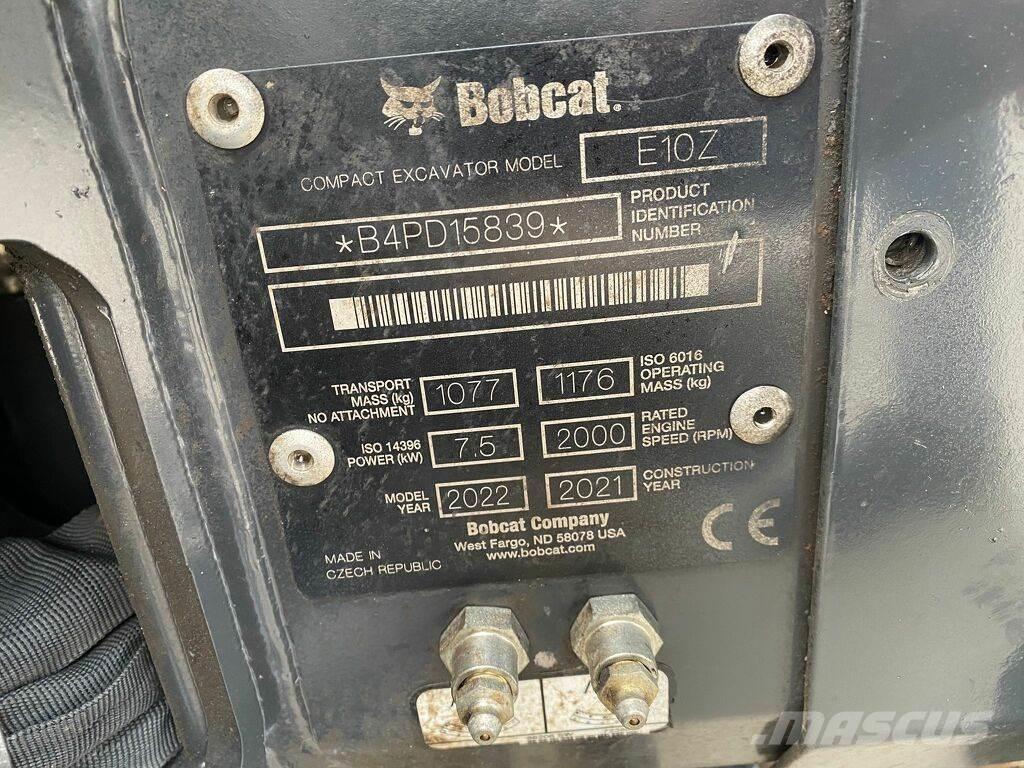 Bobcat®
COMPACT EXCAVATOR MODEL E10Z
*B4PD15839*
PRODUCT
IDENTIFICATION
NUMBER
TRANSPORT
MASS (kg)
NO ATTACHMENT
1077
1176
ISO 6016
OPERATING
MASS (kg)
ISO 14396
POWER (kW)
7.5
2000
RATED
ENGINE
SPEED (RPM)
MODEL
YEAR
2022
2021
CONSTRUCTION
YEAR
Bobcat Company
West Fargo, ND 58078 USA
www.bobcat.com
MADE IN
CZECH REPUBLIC
CE
MASCUS